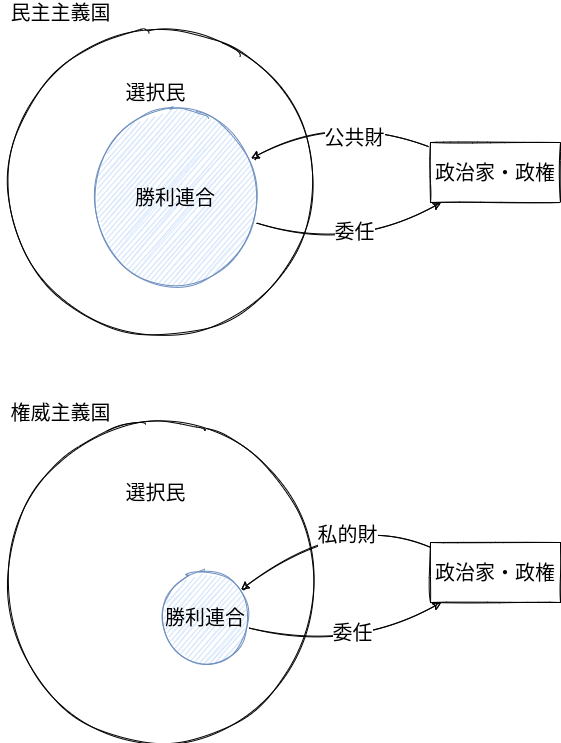 民主主義国
選択民
公共財
政治家・政権
勝利連合
委任
権威主義国
選択民
私的財
政治家・政権
勝利連合
委任